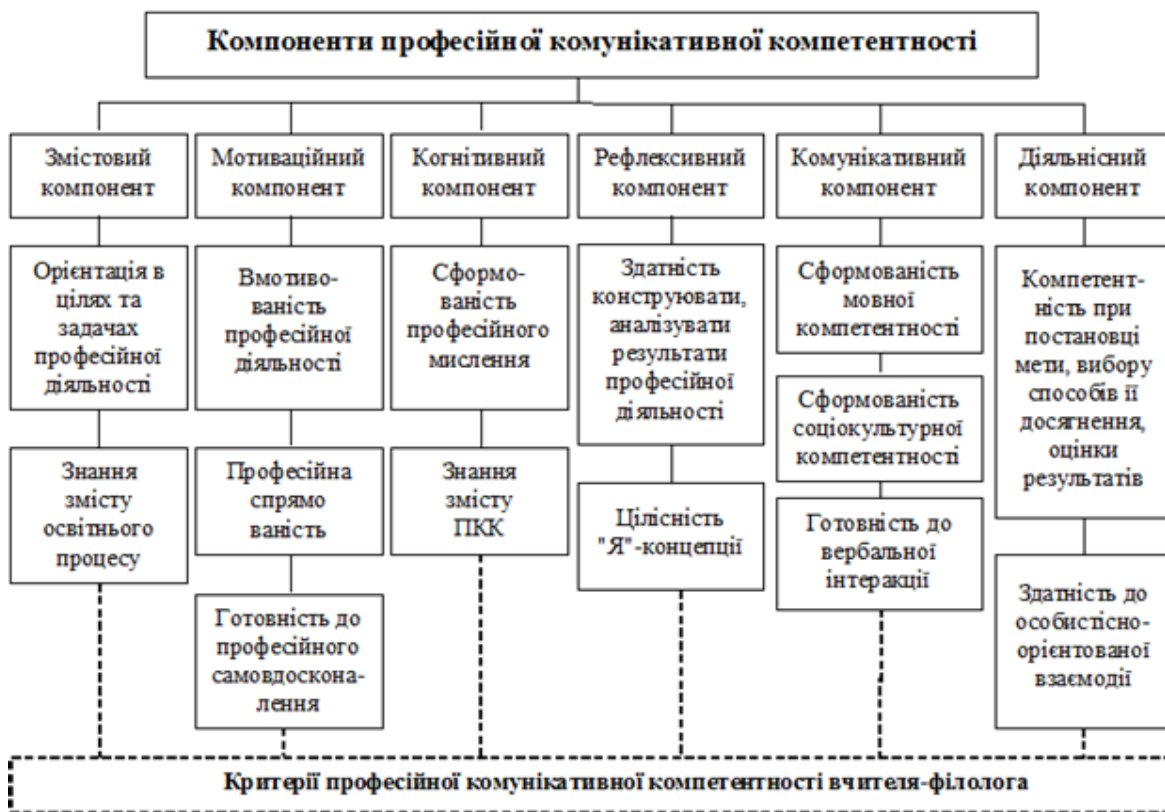 Компоненти професійної комунікативної компетентності
Змістовий
компонент
Мотиваційний
компонент
Когнітивний
компонент
Рефлексивний
компонент
Комунікативний
компонент
Діяльнісний
компонент
Орієнтація в
цілях та
задачах
професійної
діяльності
Вмотиво-
ваність
професійної
діяльності
Сформо-
ваність
професійного
мислення
Здатність
конструювати,
аналізувати
результати
професійної
діяльності
Сформованість
мовної
компетентності
Компетент-
ність при
постановці
мети, вибору
способів її
досягнення,
оцінки
результатів
Сформованість
соціокультурної
компетентності
Знання
змісту
освітнього
процесу
Професійна
спрямо
ваність
Знання
змісту
ПКК
Цілісність
"Я"-концепції
Готовність до
вербальної
інтеракції
Готовність до
професійного
самовдоскона-
лення
Здатність до
особистісно-
орієнтованої
взаємодії
Критерії професійної комунікативної компетентності вчителя-філолога